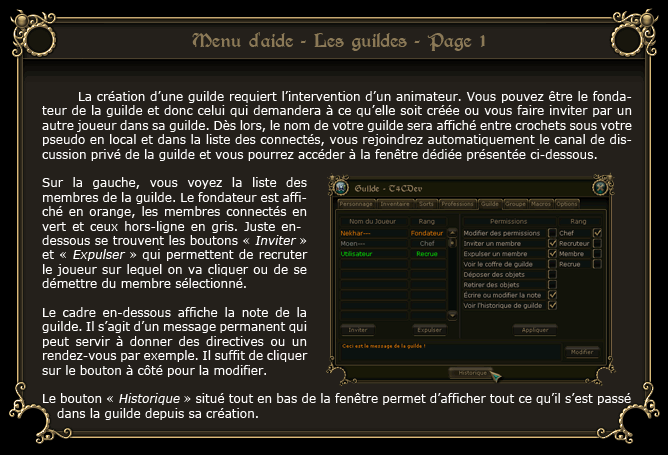 Menu d'aide - Les guildes - Page 1
La création d'une guilde requiert l'intervention d'un animateur. Vous pouvez être le fonda-
teur de la guilde et donc celui qui demandera à ce qu'elle soit créée ou vous faire inviter par un
autre joueur dans sa guilde. Dès lors, le nom de votre guilde sera affiché entre crochets sous votre
pseudo en local et dans la liste des connectés, vous rejoindrez automatiquement le canal de dis-
cussion privé de la guilde et vous pourrez accéder à la fenêtre dédiée présentée ci-dessous.
Sur la gauche, vous voyez la liste des
membres de la guilde. Le fondateur est affi-
ché en orange, les membres connectés en
vert et ceux hors-ligne en gris. Juste en-
dessous se trouvent les boutons « Inviter »
et « Expulser » qui permettent de recruter
le joueur sur lequel on va cliquer ou de se
démettre du membre sélectionné.
Le cadre en-dessous affiche la note de la
guilde. Il s'agit d'un message permanent qui
peut servir à donner des directives ou un
rendez-vous par exemple. Il suffit de cliquer
sur le bouton à côté pour la modifier.
Guilde - T4CDev
Personnage Inventaire Sorts Professions Guilde Groupe Macros Options
Nom du Joueur Rang Permissions Rang
Nekhar--- Fondateur Modifier des permissions Chef
Moen--- Chef Inviter un membre Recruteur
Utilisateur Recrue Expulser un membre Membre
Voir le coffre de guilde Recrue
Déposer des objets
Retirer des objets
Écrire ou modifier la note
Voir l'historique de guilde
Inviter Expulser Appliquer
Ceci est le message de la guilde !
Modifier
Historique
Le bouton « Historique » situé tout en bas de la fenêtre permet d'afficher tout ce qu'il s'est passé
dans la guilde depuis sa création.